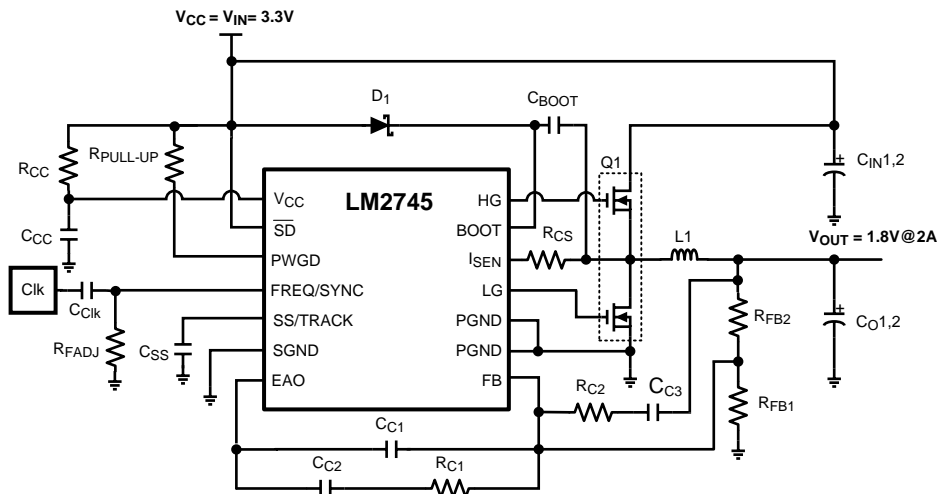 VCC = VIN= 3.3V
D1
CBOOT
RCC
RPULL-UP
Q1
CIN1,2
+
LM2745
VCC
HG
CCC
SD
BOOT
RCS
L1
VOUT = 1.8V@2A
PWGD
ISEN
Clk
CClk
FREQ/SYNC
LG
RFB2
CO1,2
+
RFADJ
CSS
SS/TRACK
PGND
SGND
PGND
EAO
FB
RC2
CC3
RFB1
CC1
CC2
RC1